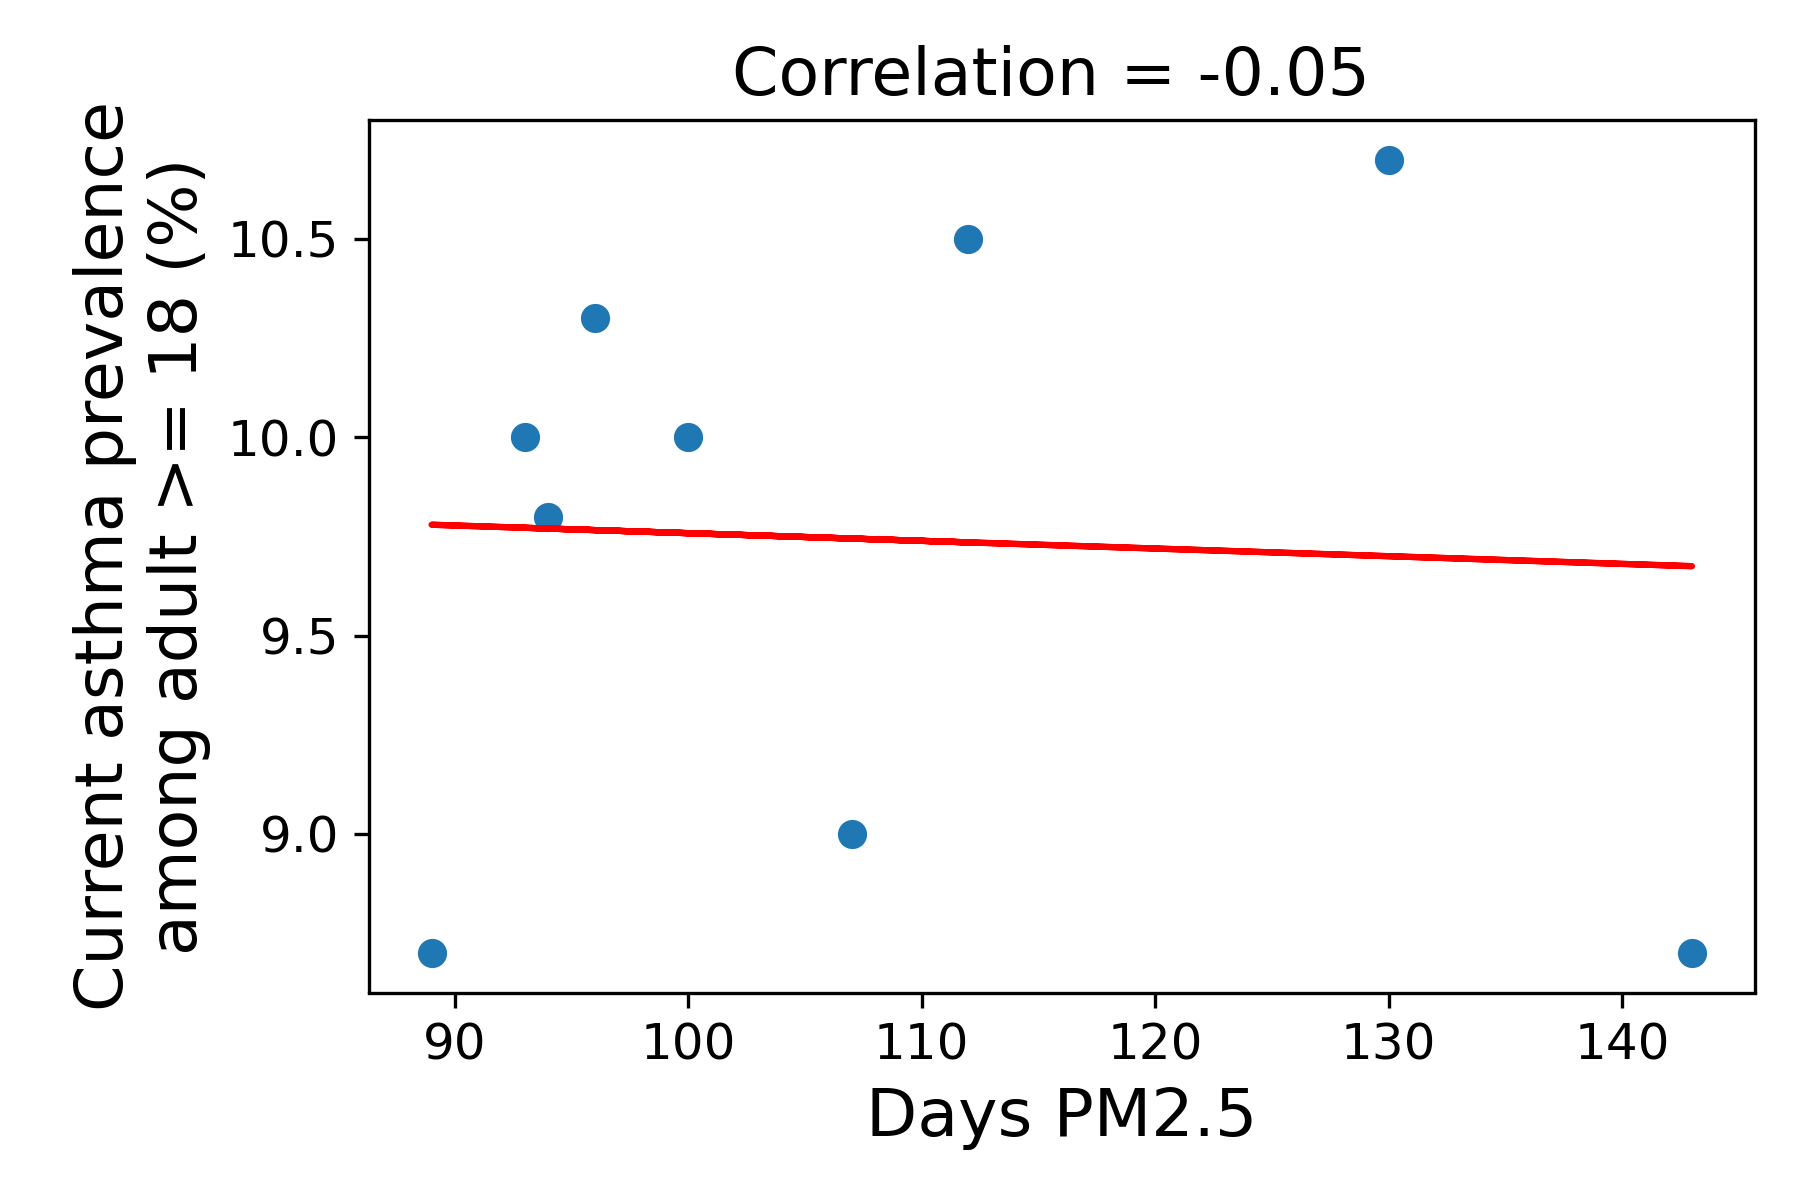 Correlation = -0.05
Current asthma prevalence
among adult >= 18 (%)
10.5
10.0
9.5
9.0
90 100 110 120 130 140
Days PM2.5